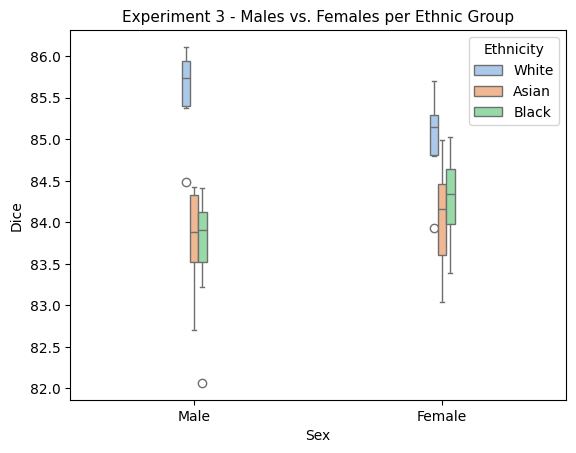 Experiment 3 - Males vs. Females per Ethnic Group
Ethnicity
White
Asian
Black
86.0
85.5
85.0
84.5
84.0
83.5
83.0
82.5
82.0
Dice
Male
Female
Sex